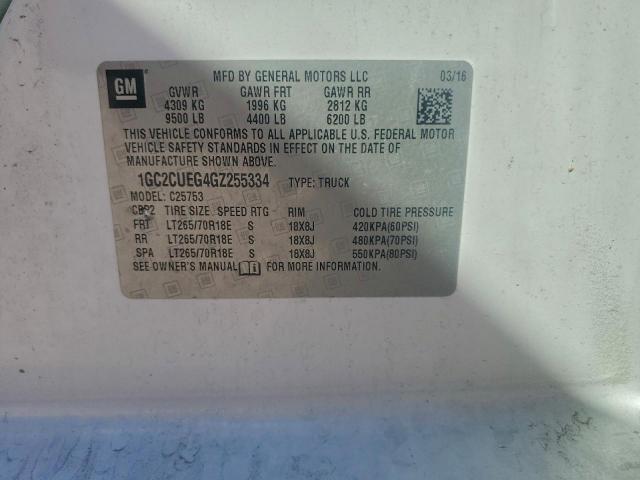 GM
MFD BY GENERAL MOTORS LLC 03/16
GVWR GAWR FRT GAWR RR
4309 KG 1996 KG 2812 KG
9500 LB 4400 LB 6200 LB
THIS VEHICLE CONFORMS TO ALL APPLICABLE U.S. FEDERAL MOTOR
VEHICLE SAFETY STANDARDS IN EFFECT ON THE DATE OF
MANUFACTURE SHOWN ABOVE.
1GC2CUEG4GZ255334 TYPE: TRUCK
MODEL: C25753
TIRE SIZE SPEED RTG RIM COLD TIRE PRESSURE
FRT LT265/70R18E S 18X8J 420KPA(60PSI)
RR LT265/70R18E S 18X8J 480KPA(70PSI)
SPA LT265/70R18E S 18X8J 550KPA(80PSI)
SEE OWNER'S MANUAL FOR MORE INFORMATION.